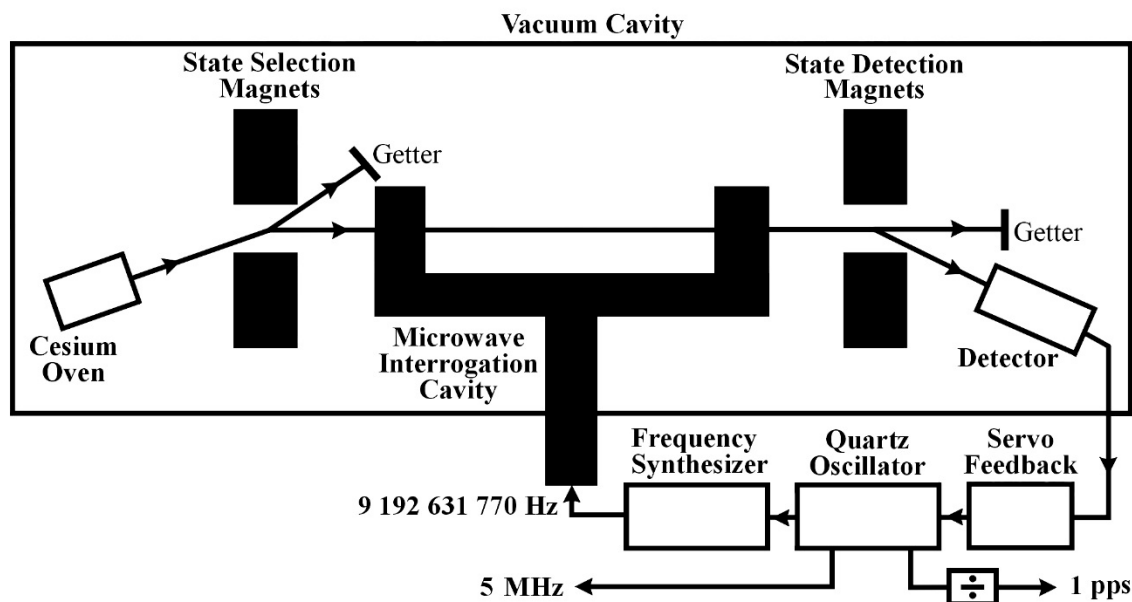 Vacuum Cavity
State Selection
Magnets
State Detection
Magnets
Getter
Getter
Cesium
Oven
Microwave
Interrogation
Cavity
Detector
Frequency
Synthesizer
Quartz
Oscillator
Servo
Feedback
9 192 631 770 Hz
5 MHz
÷
1 pps